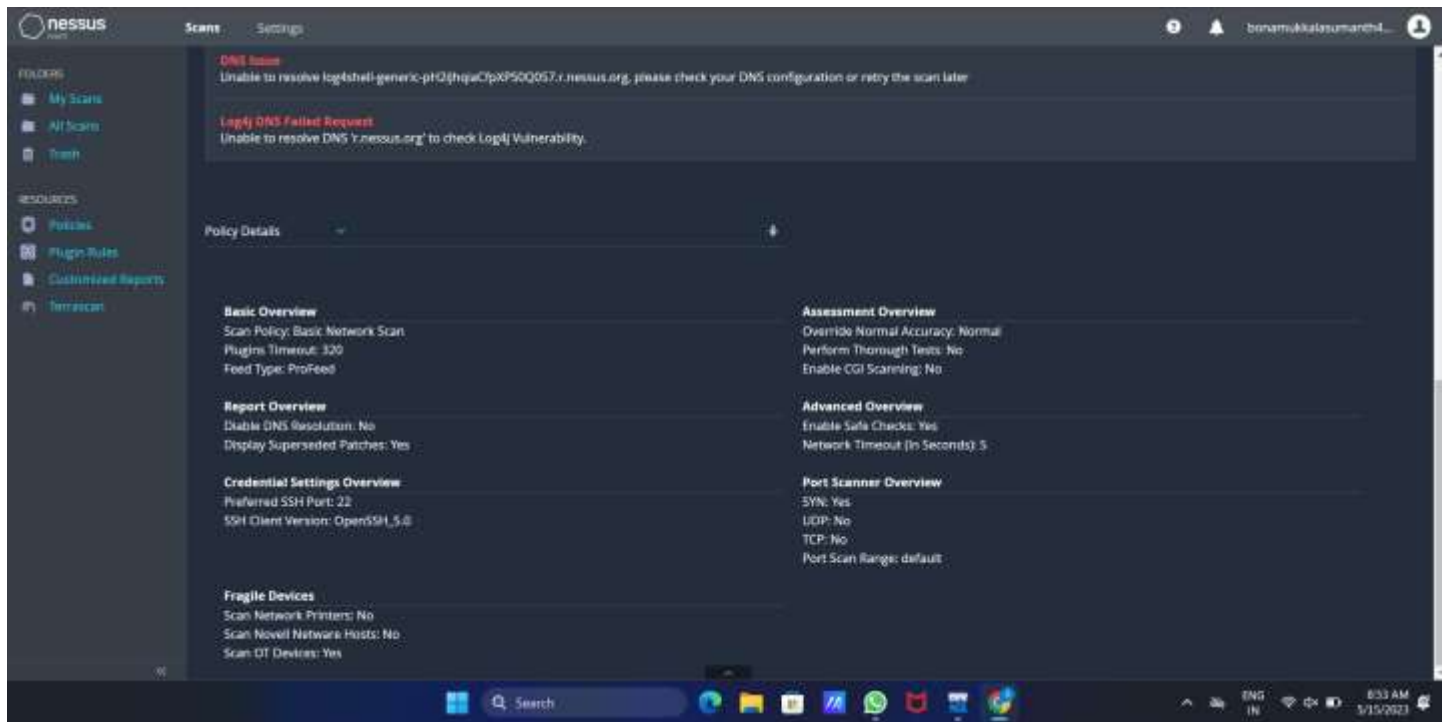 nessus
Scans
Settings
bonamukkalasumanth4...
FOLDERS
My Scans
All Scans
Trash
RESOURCES
Policies
Plugin Rules
Customized Reports
Terrascan
DNS Issue
Unable to resolve please check your DNS configuration or retry the scan later
Log4j DNS Failed Request
Unable to resolve DNS 'r.nessus.org' to check Log4j Vulnerability.
Policy Details
Basic Overview
Scan Policy: Basic Network Scan
Plugins Timeout: 320
Feed Type: ProFeed
Report Overview
Diable DNS Resolution: No
Display Superseded Patches: Yes
Credential Settings Overview
Preferred SSH Port: 22
SSH Client Version: OpenSSH_5.0
Fragile Devices
Scan Network Printers: No
Scan Novell Netware Hosts: No
Scan OT Devices: Yes
Assessment Overview
Override Normal Accuracy: Normal
Perform Thorough Tests: No
Enable CGI Scanning: No
Advanced Overview
Enable Safe Checks: Yes
Network Timeout (In Seconds): 5
Port Scanner Overview
SYN: Yes
UDP: No
TCP: No
Port Scan Range: default
Search
ENG
IN
8:53 AM
5/15/2023